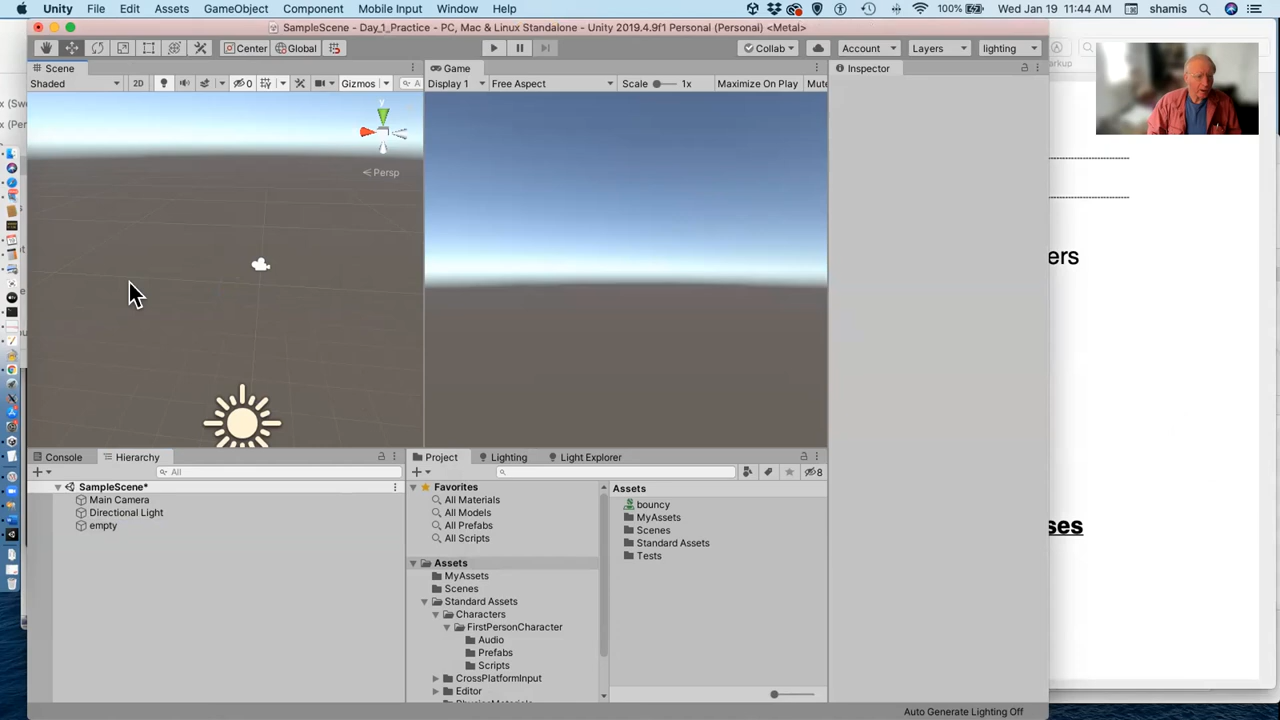 Unity File Edit Assets GameObject Component Mobile Input Window Help 100% Wed Jan 19 11:44 AM shamis
SampleScene - Day_1_Practice - PC, Mac & Linux Standalone - Unity 2019.4.9f1 Personal (Personal) <Metal>
Center Global Collab Account Layers lighting
Scene Game Inspector
Shaded 2D 0 Gizmos A Display 1 Free Aspect Scale 1x Maximize On Play Mute
y
Persp
ers
ses
Console Hierarchy Project Lighting Light Explorer
All 8
SampleScene*
Main Camera
Directional Light
empty
Favorites
All Materials
All Models
All Prefabs
All Scripts
Assets
MyAssets
Scenes
Standard Assets
Characters
FirstPersonCharacter
Audio
Prefabs
Scripts
CrossPlatformInput
Editor
Assets
bouncy
MyAssets
Scenes
Standard Assets
Tests
Auto Generate Lighting Off